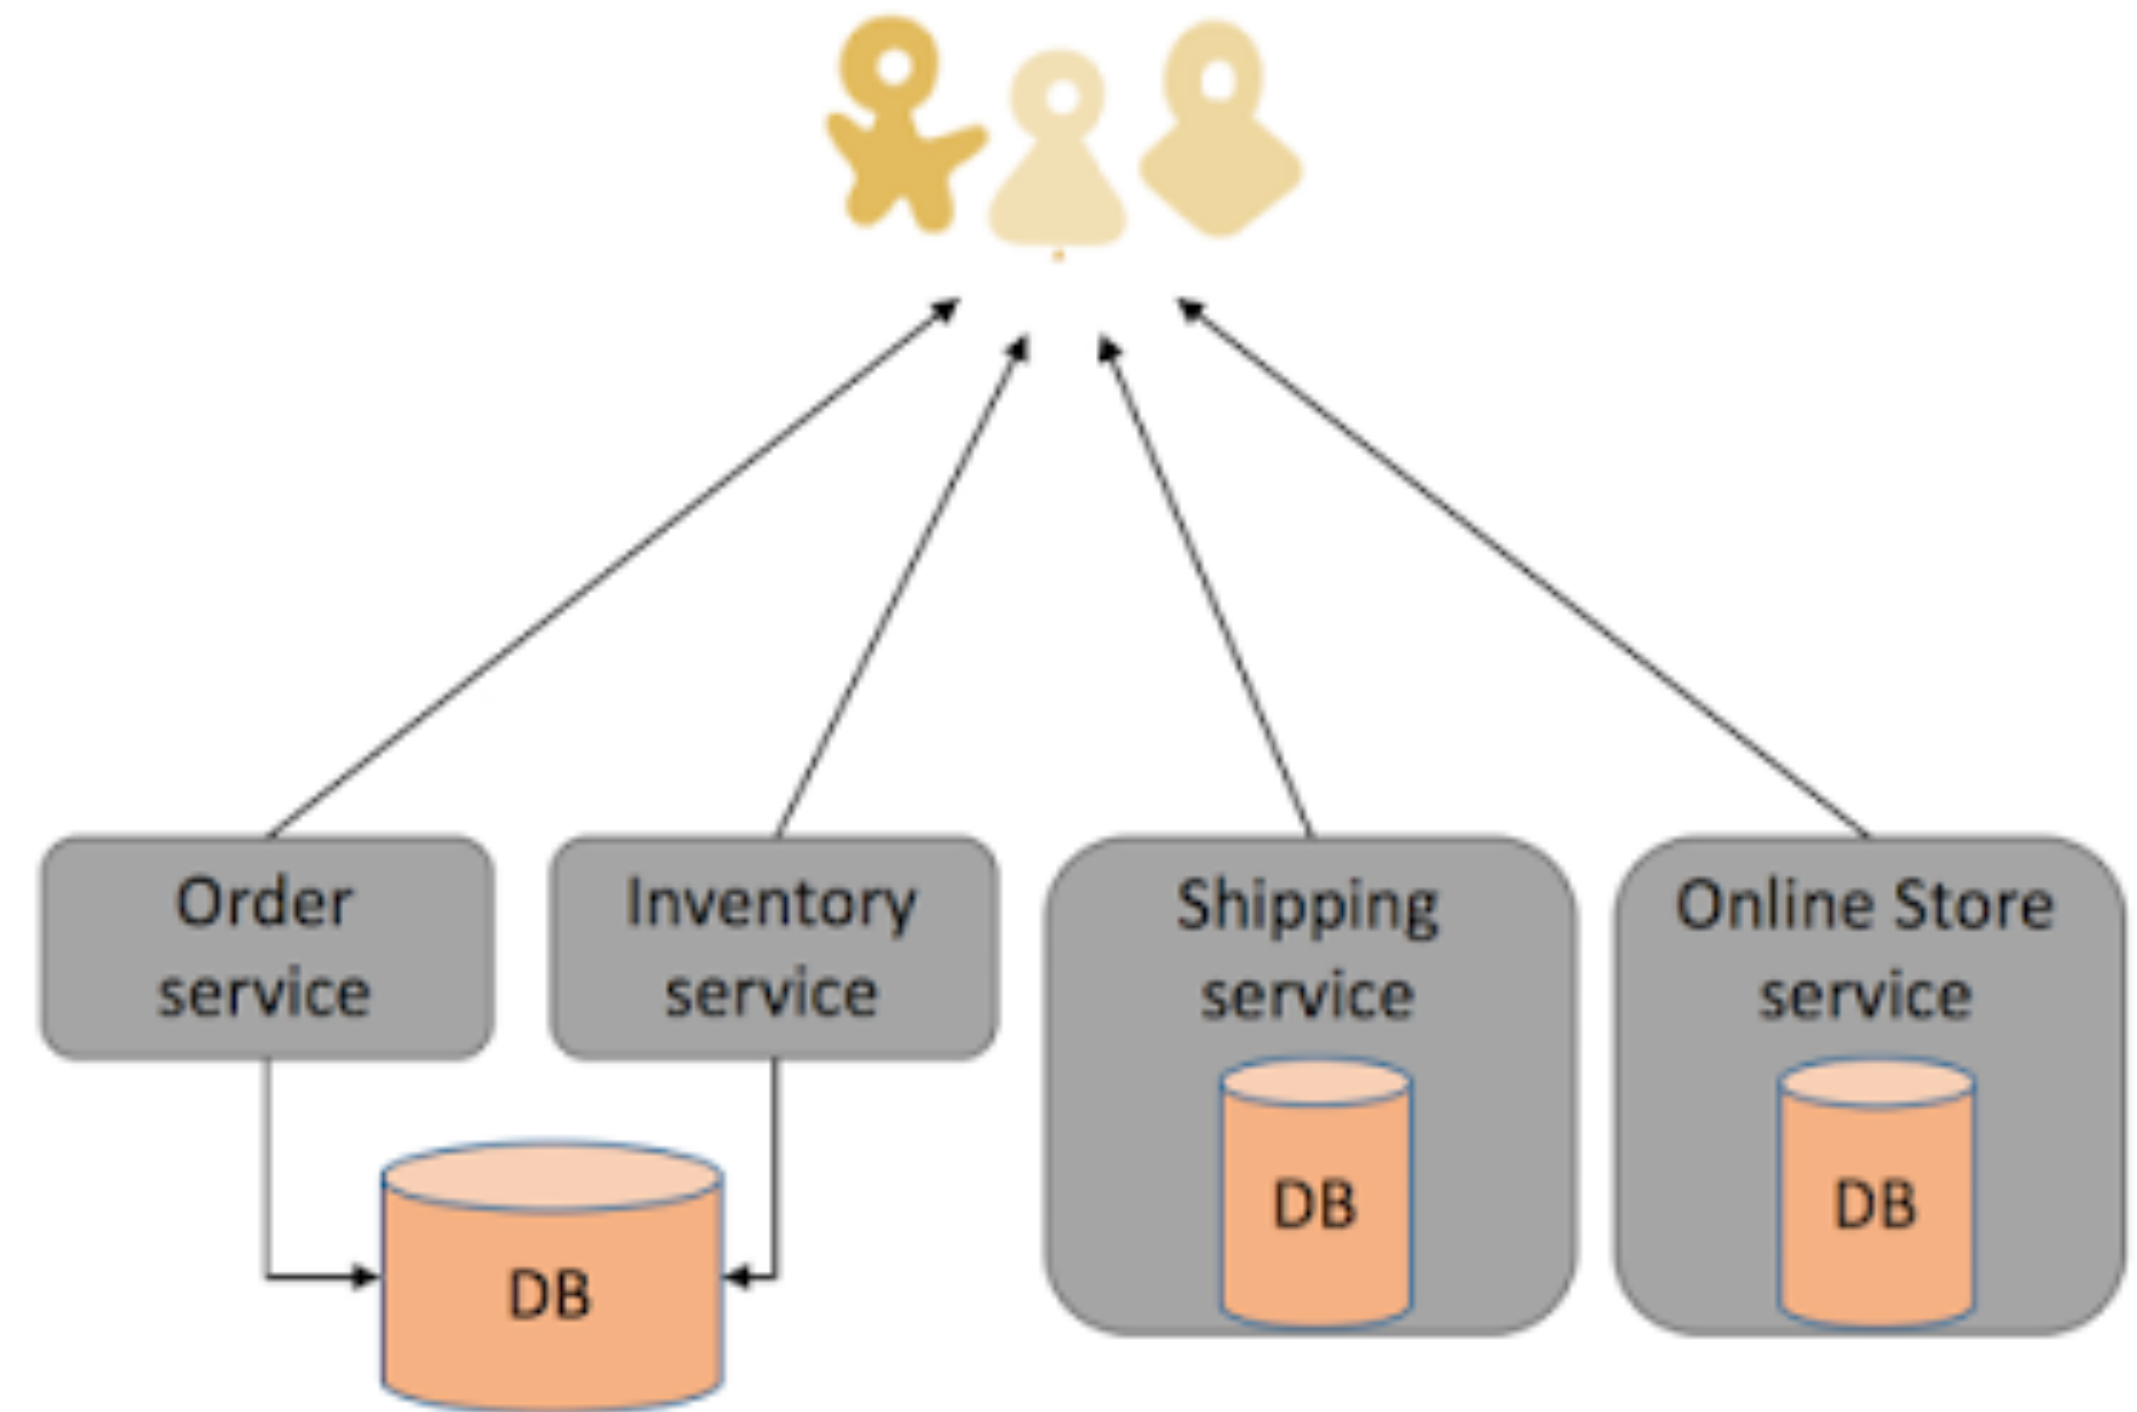 Order
service
Inventory
service
Shipping
service
Online Store
service
DB
DB
DB